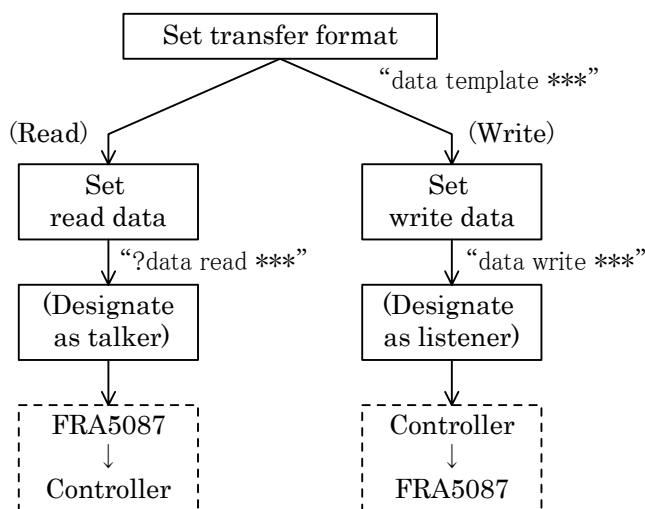 Set transfer format
“data template ***”
(Read)
(Write)
Set
read data
Set
write data
“?data read ***”
“data write ***”
(Designate
as talker)
(Designate
as listener)
FRA5087
↓
Controller
Controller
↓
FRA5087